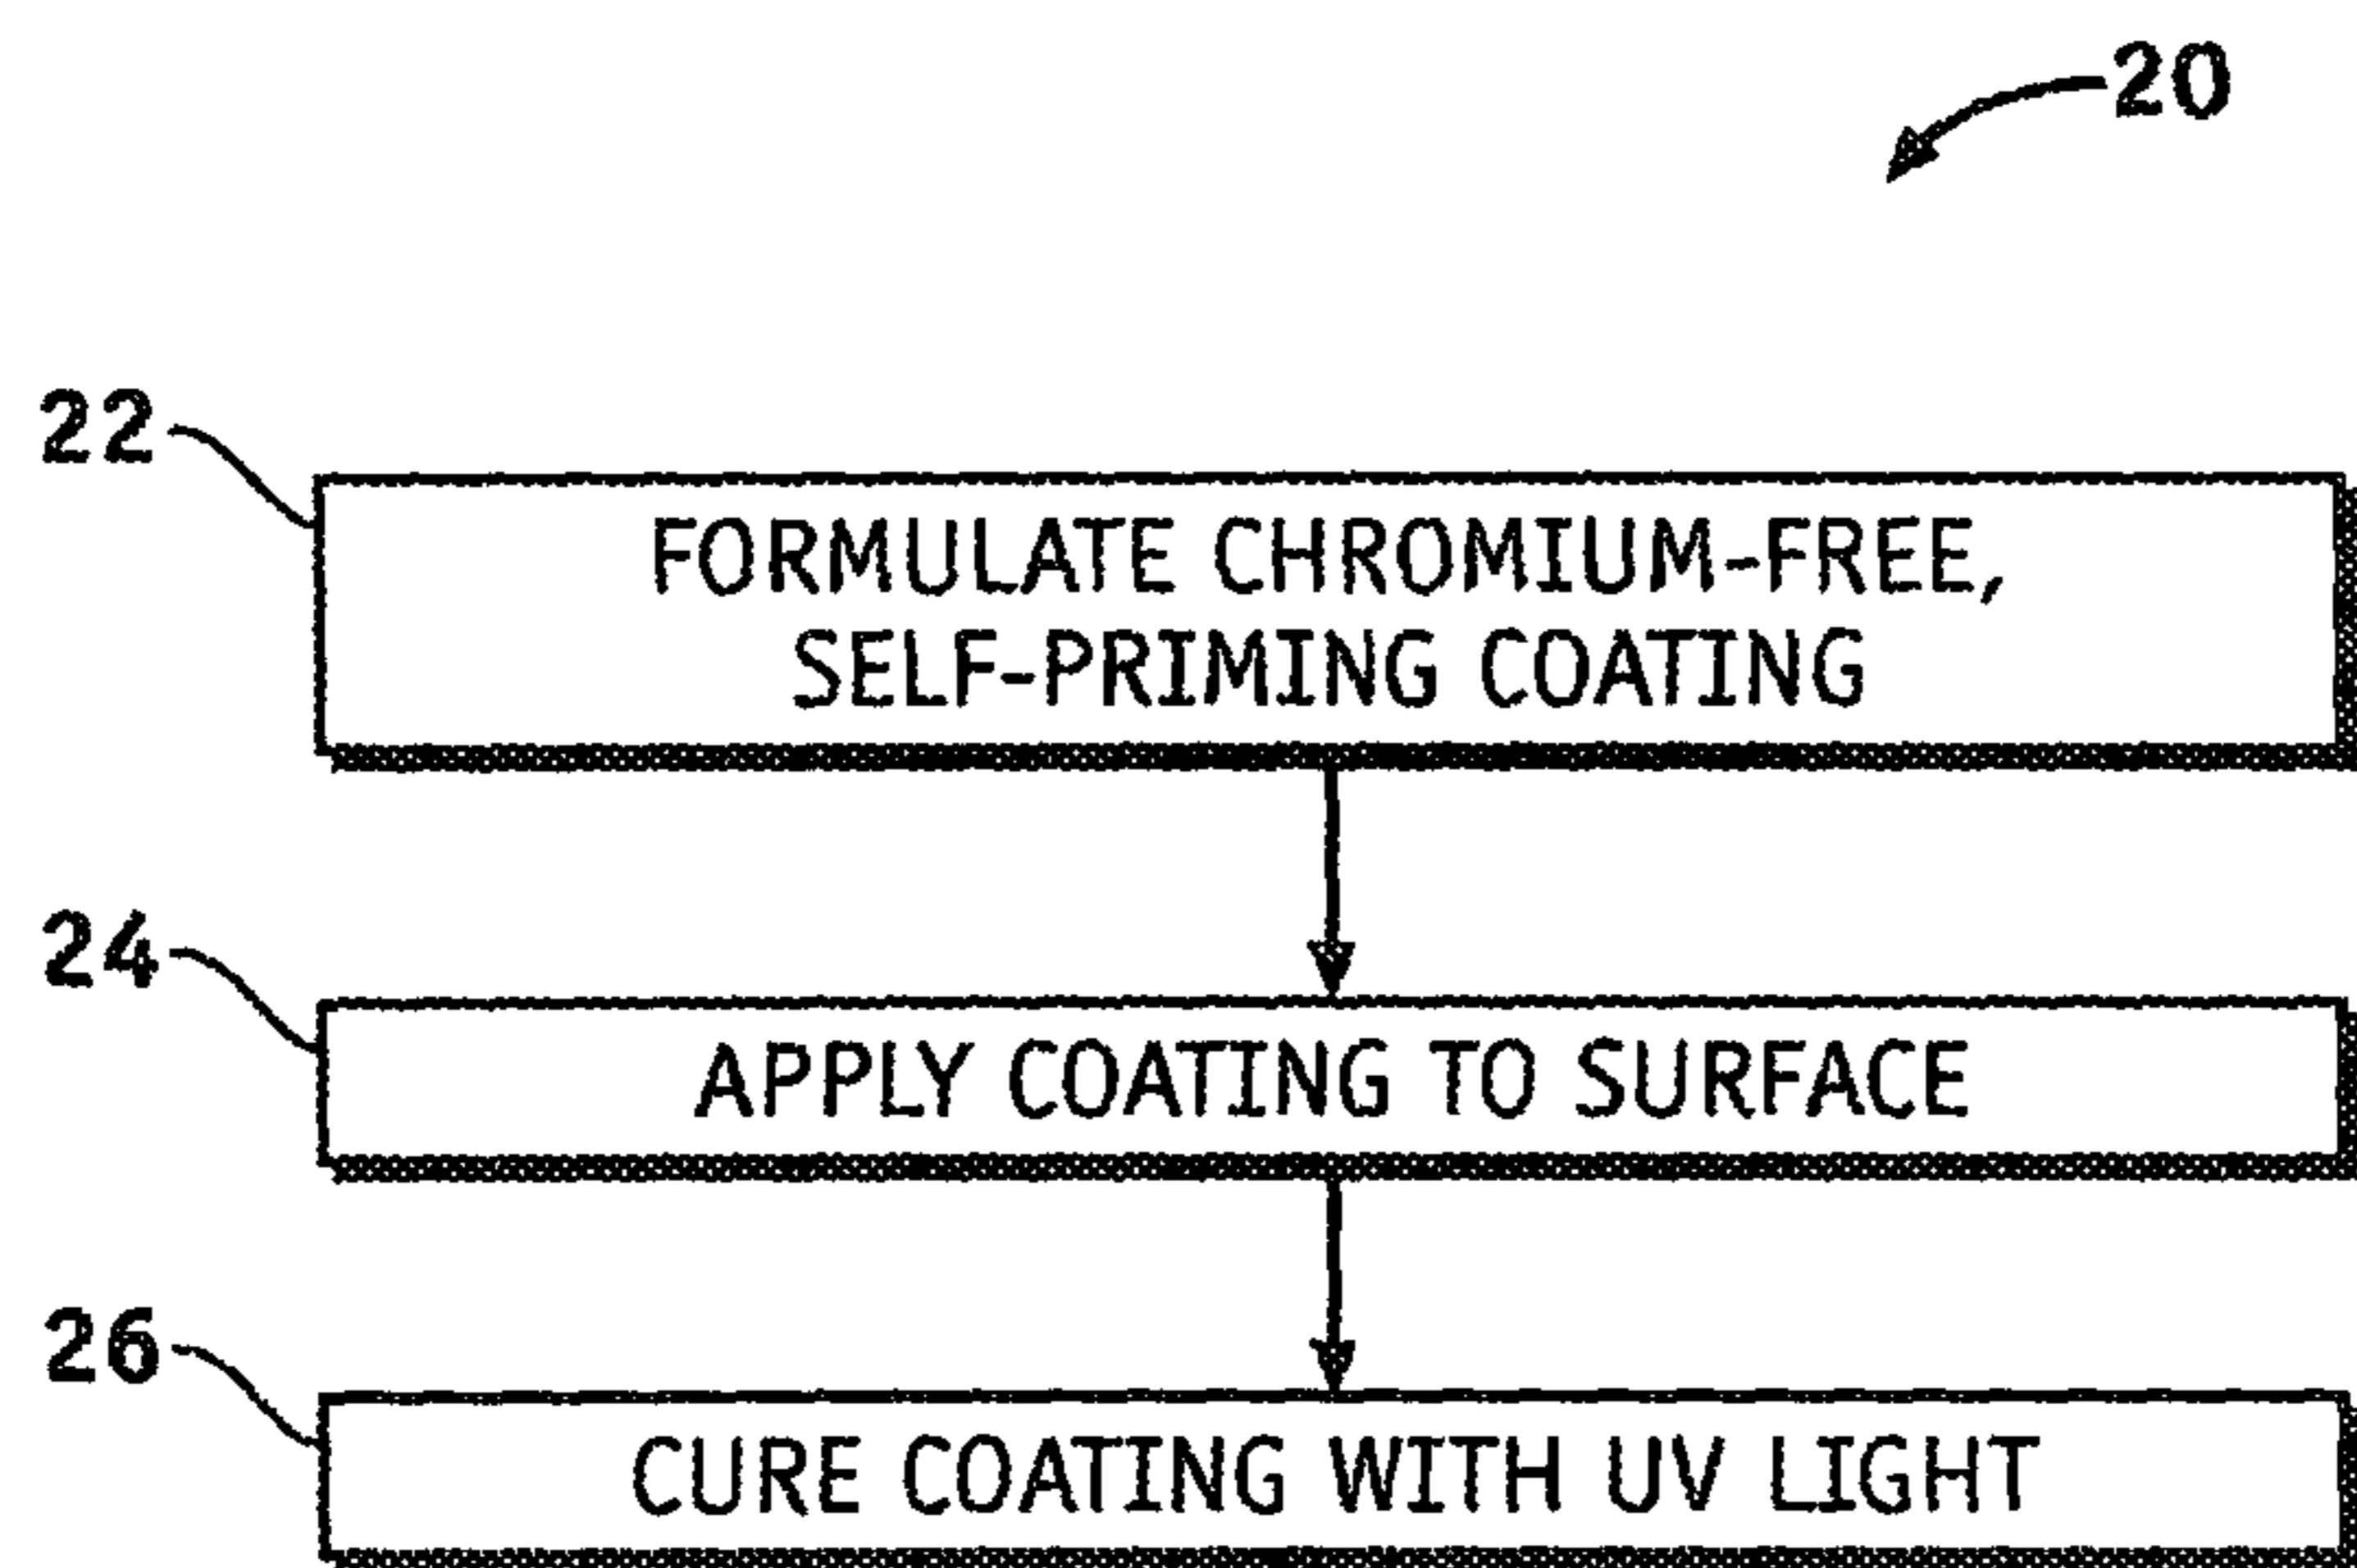 20
22
FORMULATE CHROMIUM-FREE,
SELF-PRIMING COATING
24
APPLY COATING TO SURFACE
26
CURE COATING WITH UV LIGHT